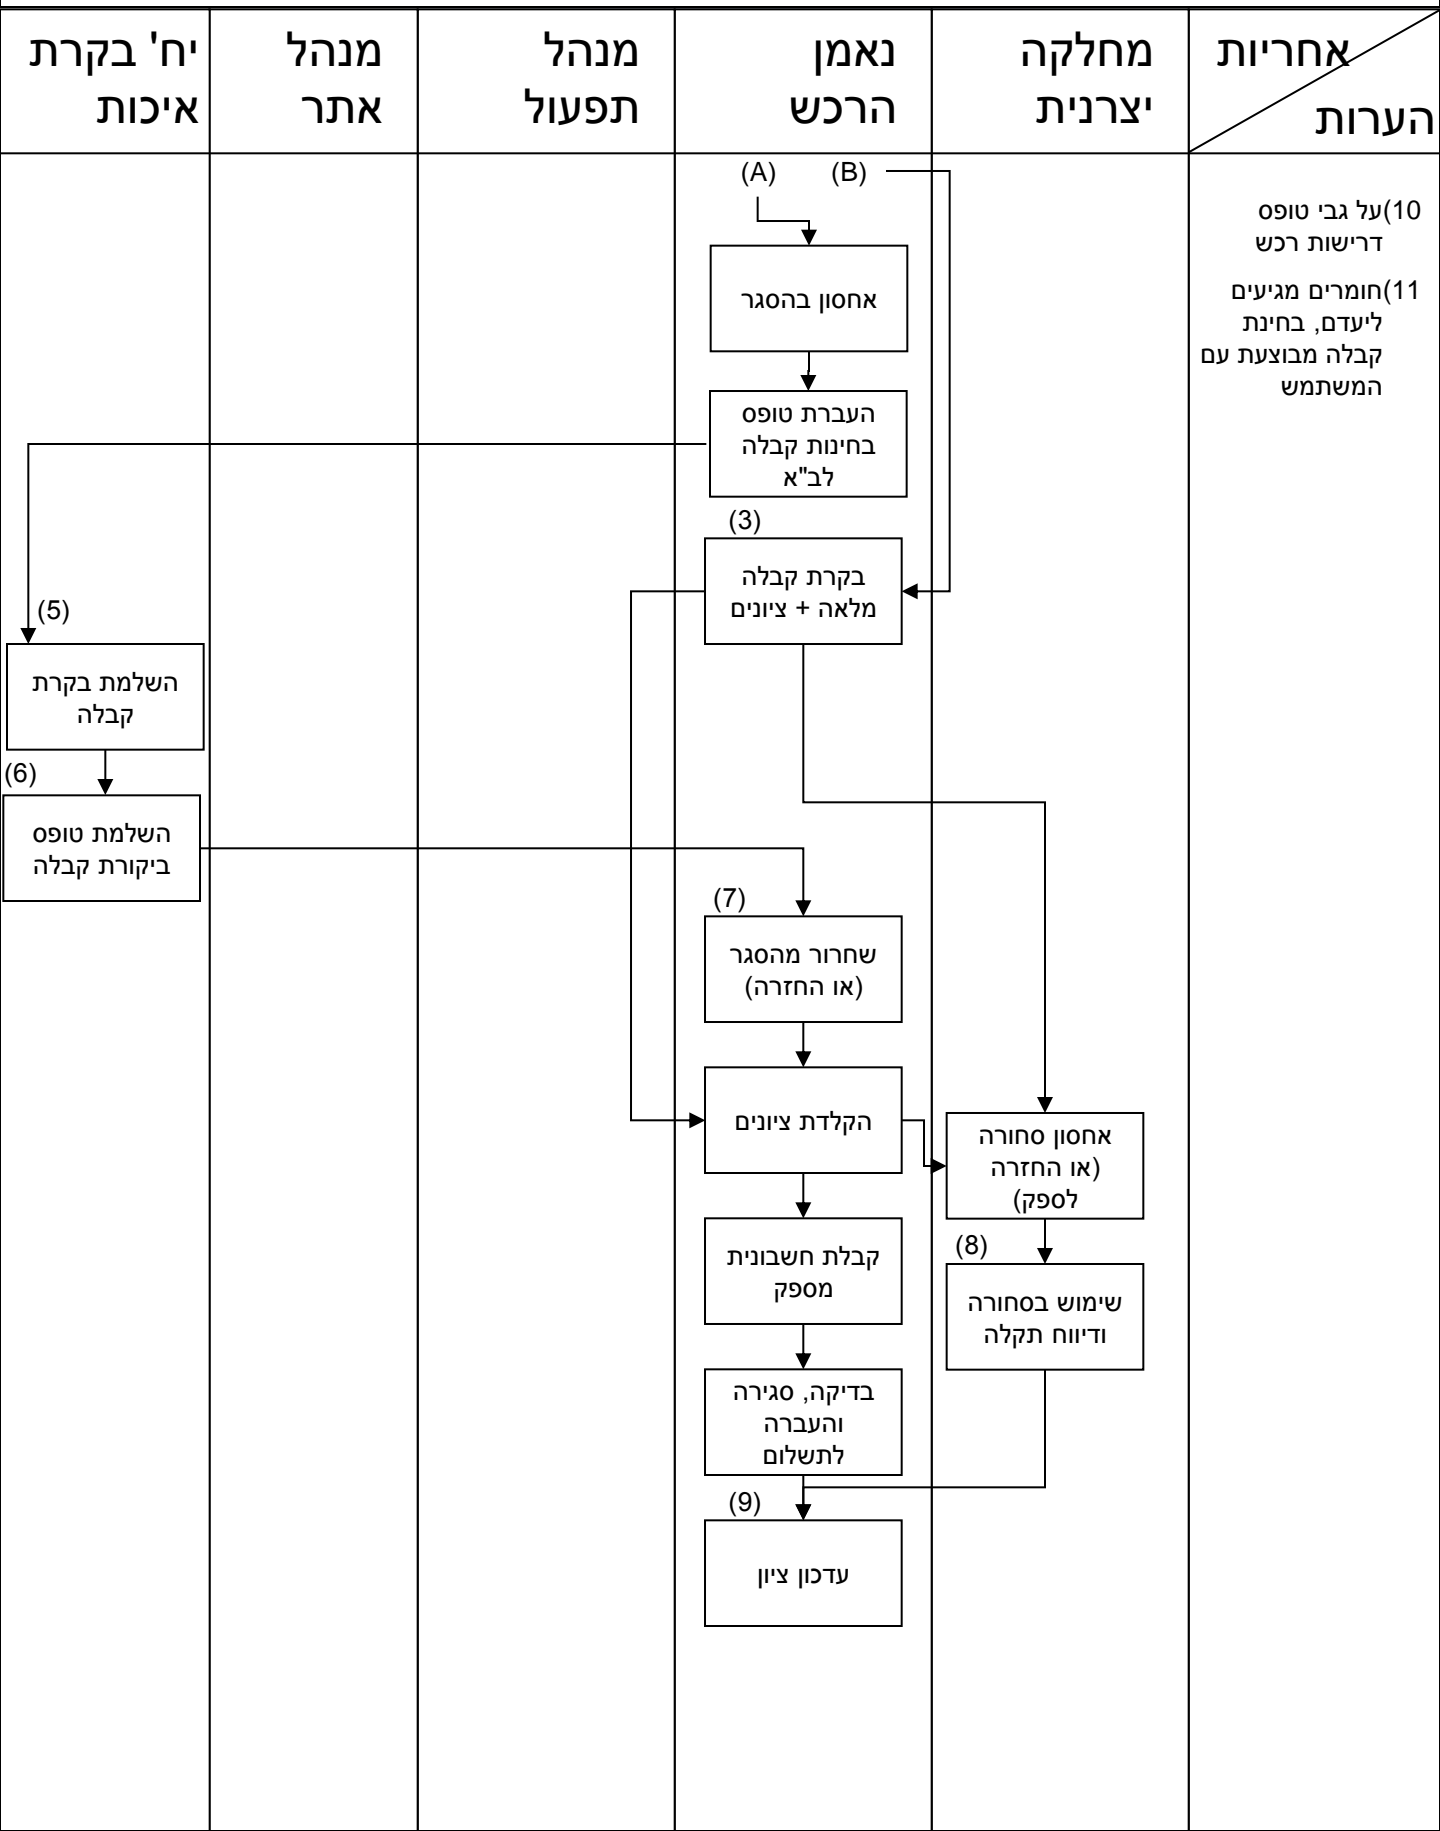 אחריות
הערות
מחלקה
יצרנית
נאמן
הרכש
מנהל
תפעול
מנהל
אתר
יח' בקרת
איכות
10)על גבי טופס
דרישות רכש
11)חומרים מגיעים
ליעדם, בחינת
קבלה מבוצעת עם
המשתמש
(B)
(A)
אחסון בהסגר
העברת טופס
בחינות קבלה
לב"א
(3)
בקרת קבלה
מלאה + ציונים
(5)
השלמת בקרת
קבלה
(6)
השלמת טופס
ביקורת קבלה
(7)
שחרור מהסגר
(או החזרה)
הקלדת ציונים
אחסון סחורה
(או החזרה
לספק)
קבלת חשבונית
מספק
(8)
שימוש בסחורה
ודיווח תקלה
בדיקה, סגירה
והעברה
לתשלום
(9)
עדכון ציון